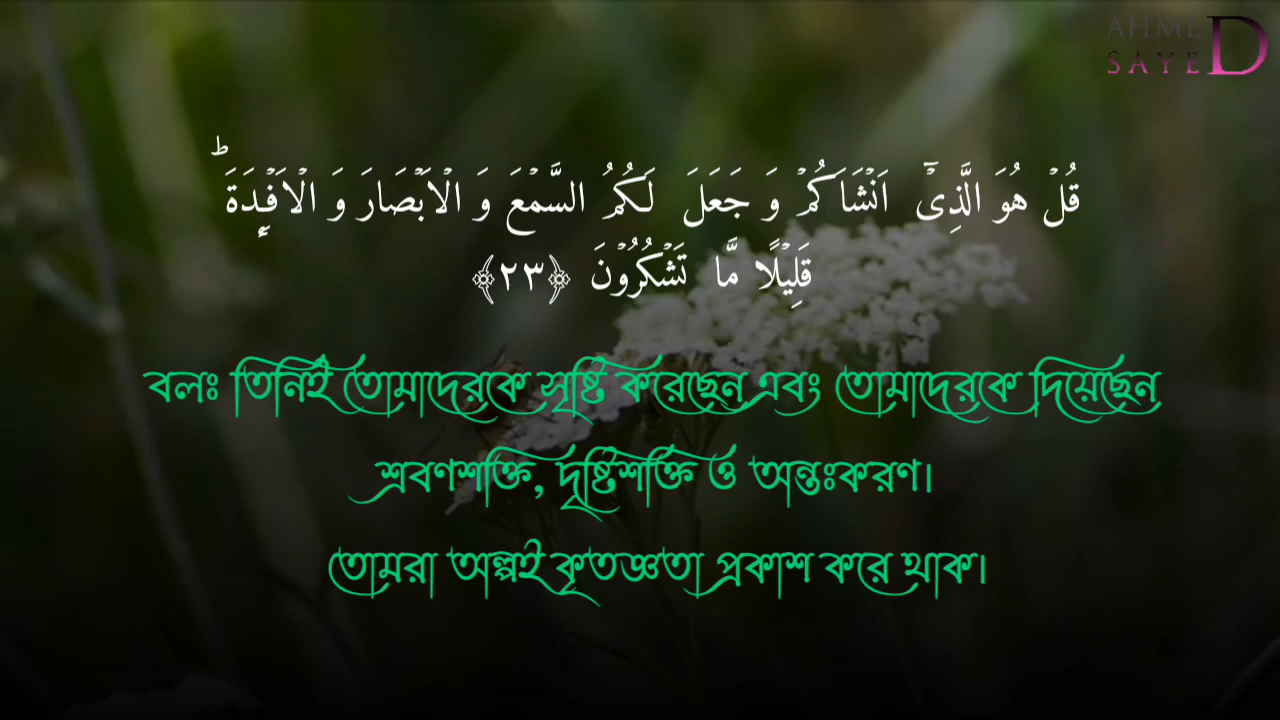 AHMED
SAYED
قُلۡ هُوَ الَّذِیۡۤ اَنۡشَاَکُمۡ وَ جَعَلَ لَکُمُ السَّمۡعَ وَ الۡاَبۡصَارَ وَ الۡاَفۡـِٕدَۃَ ؕ
قَلِیۡلًا مَّا تَشۡکُرُوۡنَ ﴿۲۳﴾
বলঃ তিনিই তোমাদেরকে সৃষ্টি করেছেন এবং তোমাদেরকে দিয়েছেন
শ্রবণশক্তি, দৃষ্টিশক্তি ও অন্তঃকরণ।
তোমরা অল্পই কৃতজ্ঞতা প্রকাশ করে থাক।